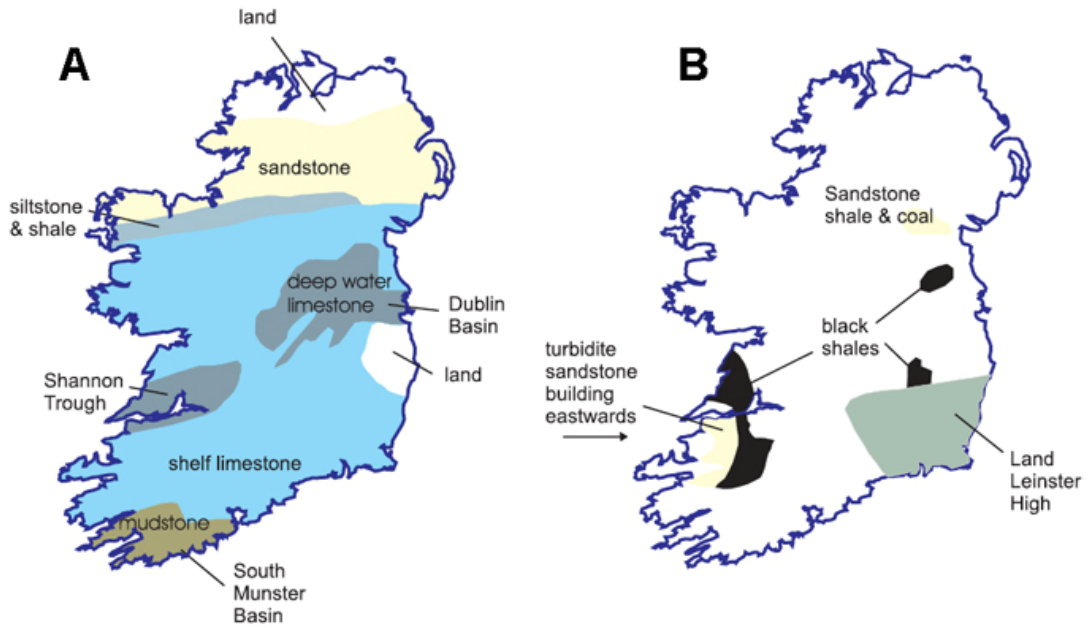 A
land
sandstone
siltstone
& shale
deep water
limestone
Dublin
Basin
land
Shannon
Trough
shelf limestone
mudstone
South
Munster
Basin
B
Sandstone
shale & coal
black
shales
turbidite
sandstone
building
eastwards
Land
Leinster
High